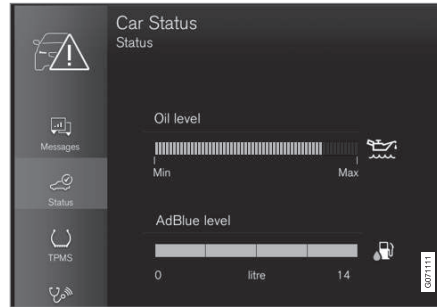 Car Status
Status
Messages
Status
TPMS
Oil level
Min Max
AdBlue level
0 litre 14
G071111